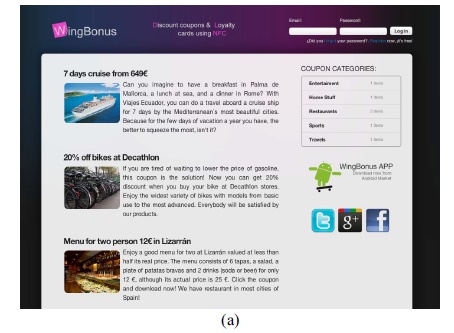 WingBonus
Discount coupons & Loyalty
cards using NFC
Email:
Password:
Log in
your password?
now, it's free!
7 days cruise from 649€
Can you imagine to have a breakfast in Palma de
Mallorca, a lunch at sea, and a dinner in Rome? With
Viajes Ecuador, you can do a travel aboard a cruise ship
for 7 days by the Mediterranean's most beautiful cities.
Because for the few days of vacation a year you have, the
better to squeeze the most, isn't it?
20% off bikes at Decathlon
If you are tired of waiting to lower the price of gasoline,
this coupon is the solution! Now you can get 20%
discount when you buy your bike at Decathlon stores.
Enjoy the widest variety of bikes with models from basic
use to the most advanced. Everybody will be satisfied by
our products.
Menu for two person 12€ in Lizarrán
Enjoy a good menu for two at Lizarrán valued at less than
half its real price. The menu consists of 6 tapas, a salad, a
plate of patatas bravas and 2 drinks (soda or beer) for only
12 €, although its actual price is 25 €. Click the coupon
and download now! We have restaurant in most cities of
Spain!
COUPON CATEGORIES:
Entertaiment 1 items
Home Stuff 1 items
Restaurants 2 items
Sports 1 items
Travels 1 items
WingBonus APP
Download now from
Android Market
g+
(a)